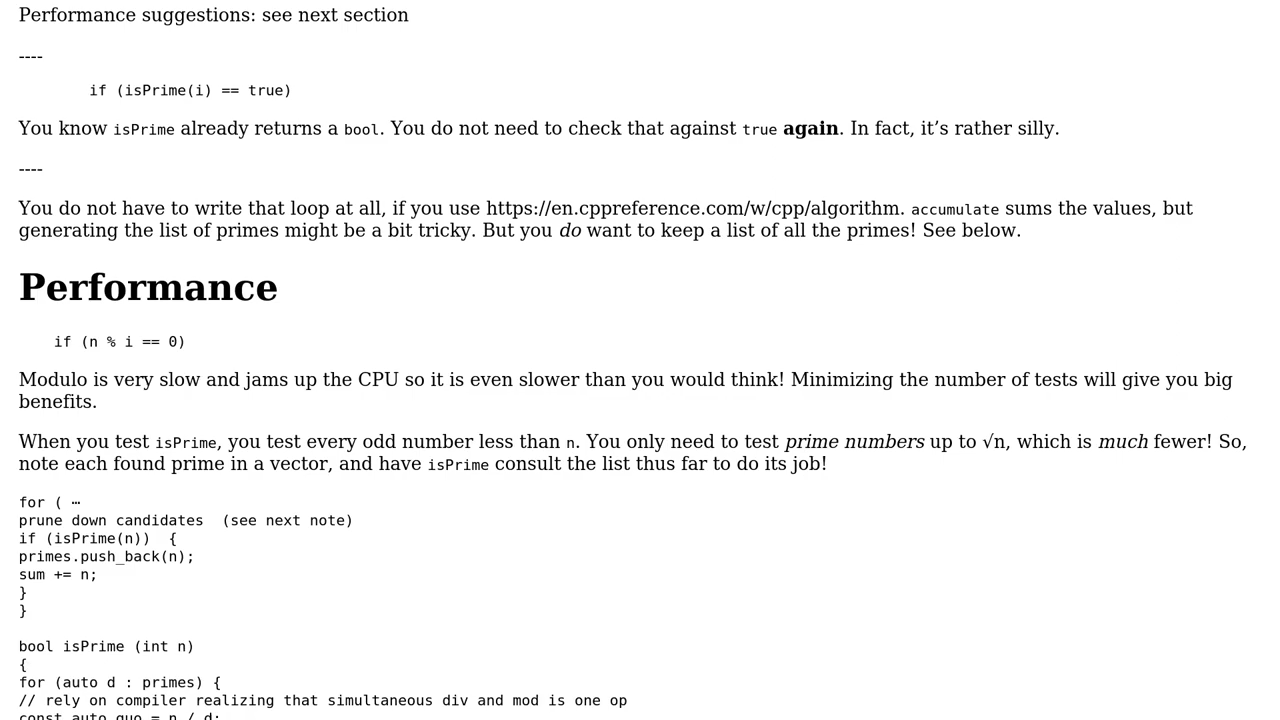 Performance suggestions: see next section
----
if (isPrime(i) == true)
You know isPrime already returns a bool. You do not need to check that against true again. In fact, it’s rather silly.
----
You do not have to write that loop at all, if you use https://en.cppreference.com/w/cpp/algorithm. accumulate sums the values, but
generating the list of primes might be a bit tricky. But you do want to keep a list of all the primes! See below.
Performance
if (n % i == 0)
Modulo is very slow and jams up the CPU so it is even slower than you would think! Minimizing the number of tests will give you big
benefits.
When you test isPrime, you test every odd number less than n. You only need to test prime numbers up to √n, which is much fewer! So,
note each found prime in a vector, and have isPrime consult the list thus far to do its job!
for ( ⋯
prune down candidates  (see next note)
if (isPrime(n))  {
primes.push_back(n);
sum += n;
}
}
bool isPrime (int n)
{
for (auto d : primes) {
// rely on compiler realizing that simultaneous div and mod is one op
const auto quo = n / d;